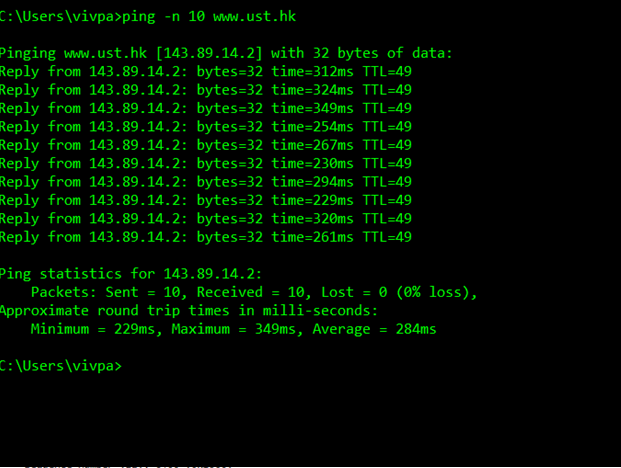 C:\Users\vivpa>ping -n 10 www.ust.hk
Pinging www.ust.hk [143.89.14.2] with 32 bytes of data:
Reply from 143.89.14.2: bytes=32 time=312ms TTL=49
Reply from 143.89.14.2: bytes=32 time=324ms TTL=49
Reply from 143.89.14.2: bytes=32 time=349ms TTL=49
Reply from 143.89.14.2: bytes=32 time=254ms TTL=49
Reply from 143.89.14.2: bytes=32 time=267ms TTL=49
Reply from 143.89.14.2: bytes=32 time=230ms TTL=49
Reply from 143.89.14.2: bytes=32 time=294ms TTL=49
Reply from 143.89.14.2: bytes=32 time=229ms TTL=49
Reply from 143.89.14.2: bytes=32 time=320ms TTL=49
Reply from 143.89.14.2: bytes=32 time=261ms TTL=49
Ping statistics for 143.89.14.2:
    Packets: Sent = 10, Received = 10, Lost = 0 (0% loss),
Approximate round trip times in milli-seconds:
    Minimum = 229ms, Maximum = 349ms, Average = 284ms
C:\Users\vivpa>